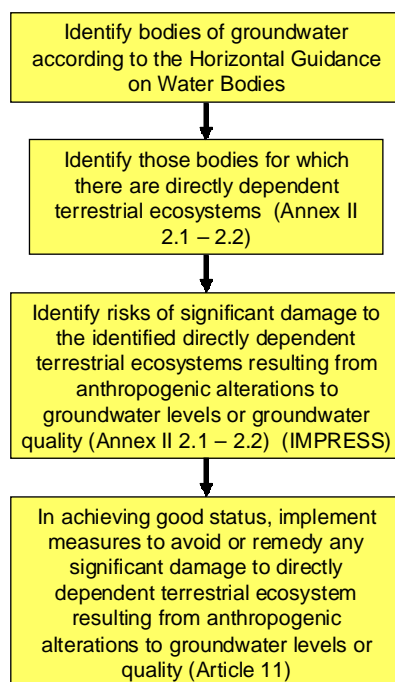 Identify bodies of groundwater
according to the Horizontal Guidance
on Water Bodies
Identify those bodies for which
there are directly dependent
terrestrial ecosystems (Annex II
2.1 – 2.2)
Identify risks of significant damage to
the identified directly dependent
terrestrial ecosystems resulting from
anthropogenic alterations to
groundwater levels or groundwater
quality (Annex II 2.1 – 2.2) (IMPRESS)
In achieving good status, implement
measures to avoid or remedy any
significant damage to directly
dependent terrestrial ecosystem
resulting from anthropogenic
alterations to groundwater levels or
quality (Article 11)